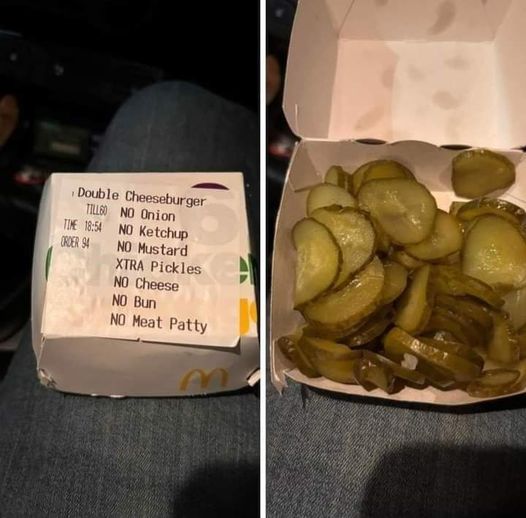 Double Cheeseburger
TILL60 NO Onion
TIME 18:54 NO Ketchup
ORDER 94 NO Mustard
XTRA Pickles
NO Cheese
NO Bun
NO Meat Patty